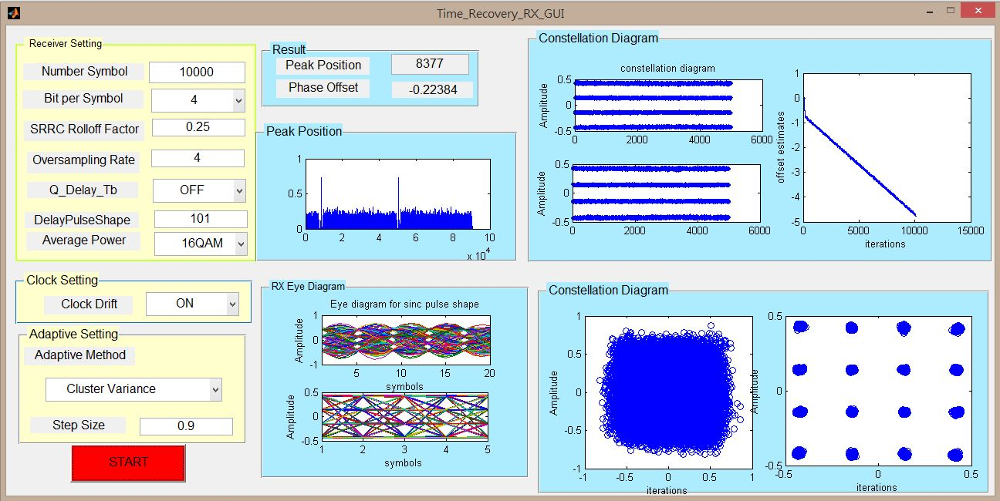 Time_Recovery_RX_GUI
Receiver Setting
Number Symbol 10000
Bit per Symbol 4
SRRC Rolloff Factor 0.25
Oversampling Rate 4
Q_Delay_Tb OFF
DelayPulseShape 101
Average Power 16QAM
Clock Setting
Clock Drift ON
Adaptive Setting
Adaptive Method
Cluster Variance
Step Size 0.9
START
Result
Peak Position 8377
Phase Offset -0.22384
Peak Position
1
0.5
0
0 2 4 6 8 10
x 10^4
RX Eye Diagram
Eye diagram for sinc pulse shape
Amplitude
1
0
-1
5 10 15 20
symbols
Amplitude
0.5
0
-0.5
1 2 3 4 5
symbols
Constellation Diagram
constellation diagram
Amplitude
0.5
0
-0.5
0 2000 4000 6000
Amplitude
0.5
0
-0.5
0 2000 4000 6000
offset estimates
1
0
-1
-2
-3
-4
-5
0 5000 10000 15000
iterations
Constellation Diagram
Amplitude
1
0.5
0
-0.5
-1
-1 -0.5 0 0.5 1
iterations
Amplitude
0.5
0
-0.5
-0.5 0 0.5
iterations